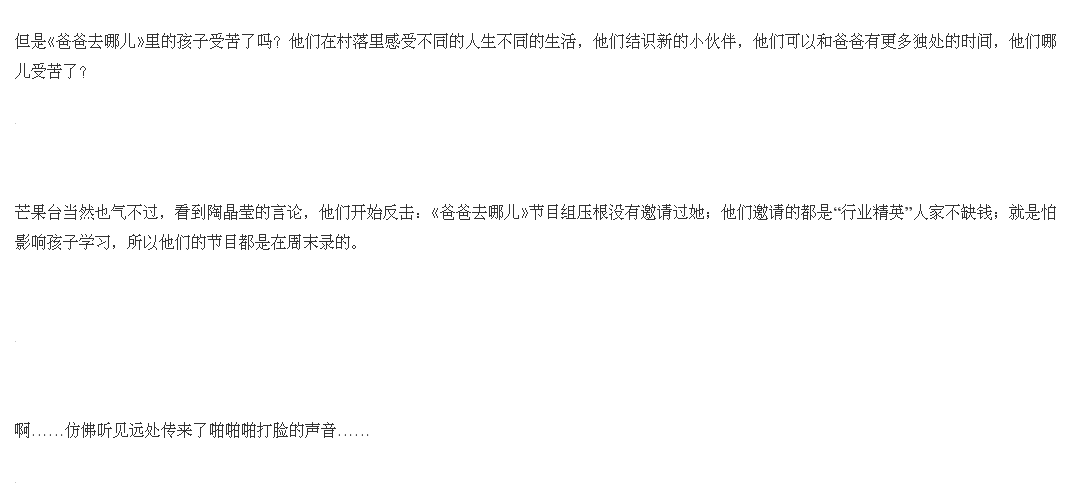 但是《爸爸去哪儿》里的孩子受苦了吗？他们在村落里感受不同的人生不同的生活，他们结识新的小伙伴，他们可以和爸爸有更多独处的时间，他们哪
儿受苦了？
芒果台当然也气不过，看到陶晶莹的言论，他们开始反击：《爸爸去哪儿》节目组压根没有邀请过她；他们邀请的都是“行业精英”人家不缺钱；就是怕
影响孩子学习，所以他们的节目都是在周末录的。
啊……仿佛听见远处传来了啪啪啪打脸的声音……